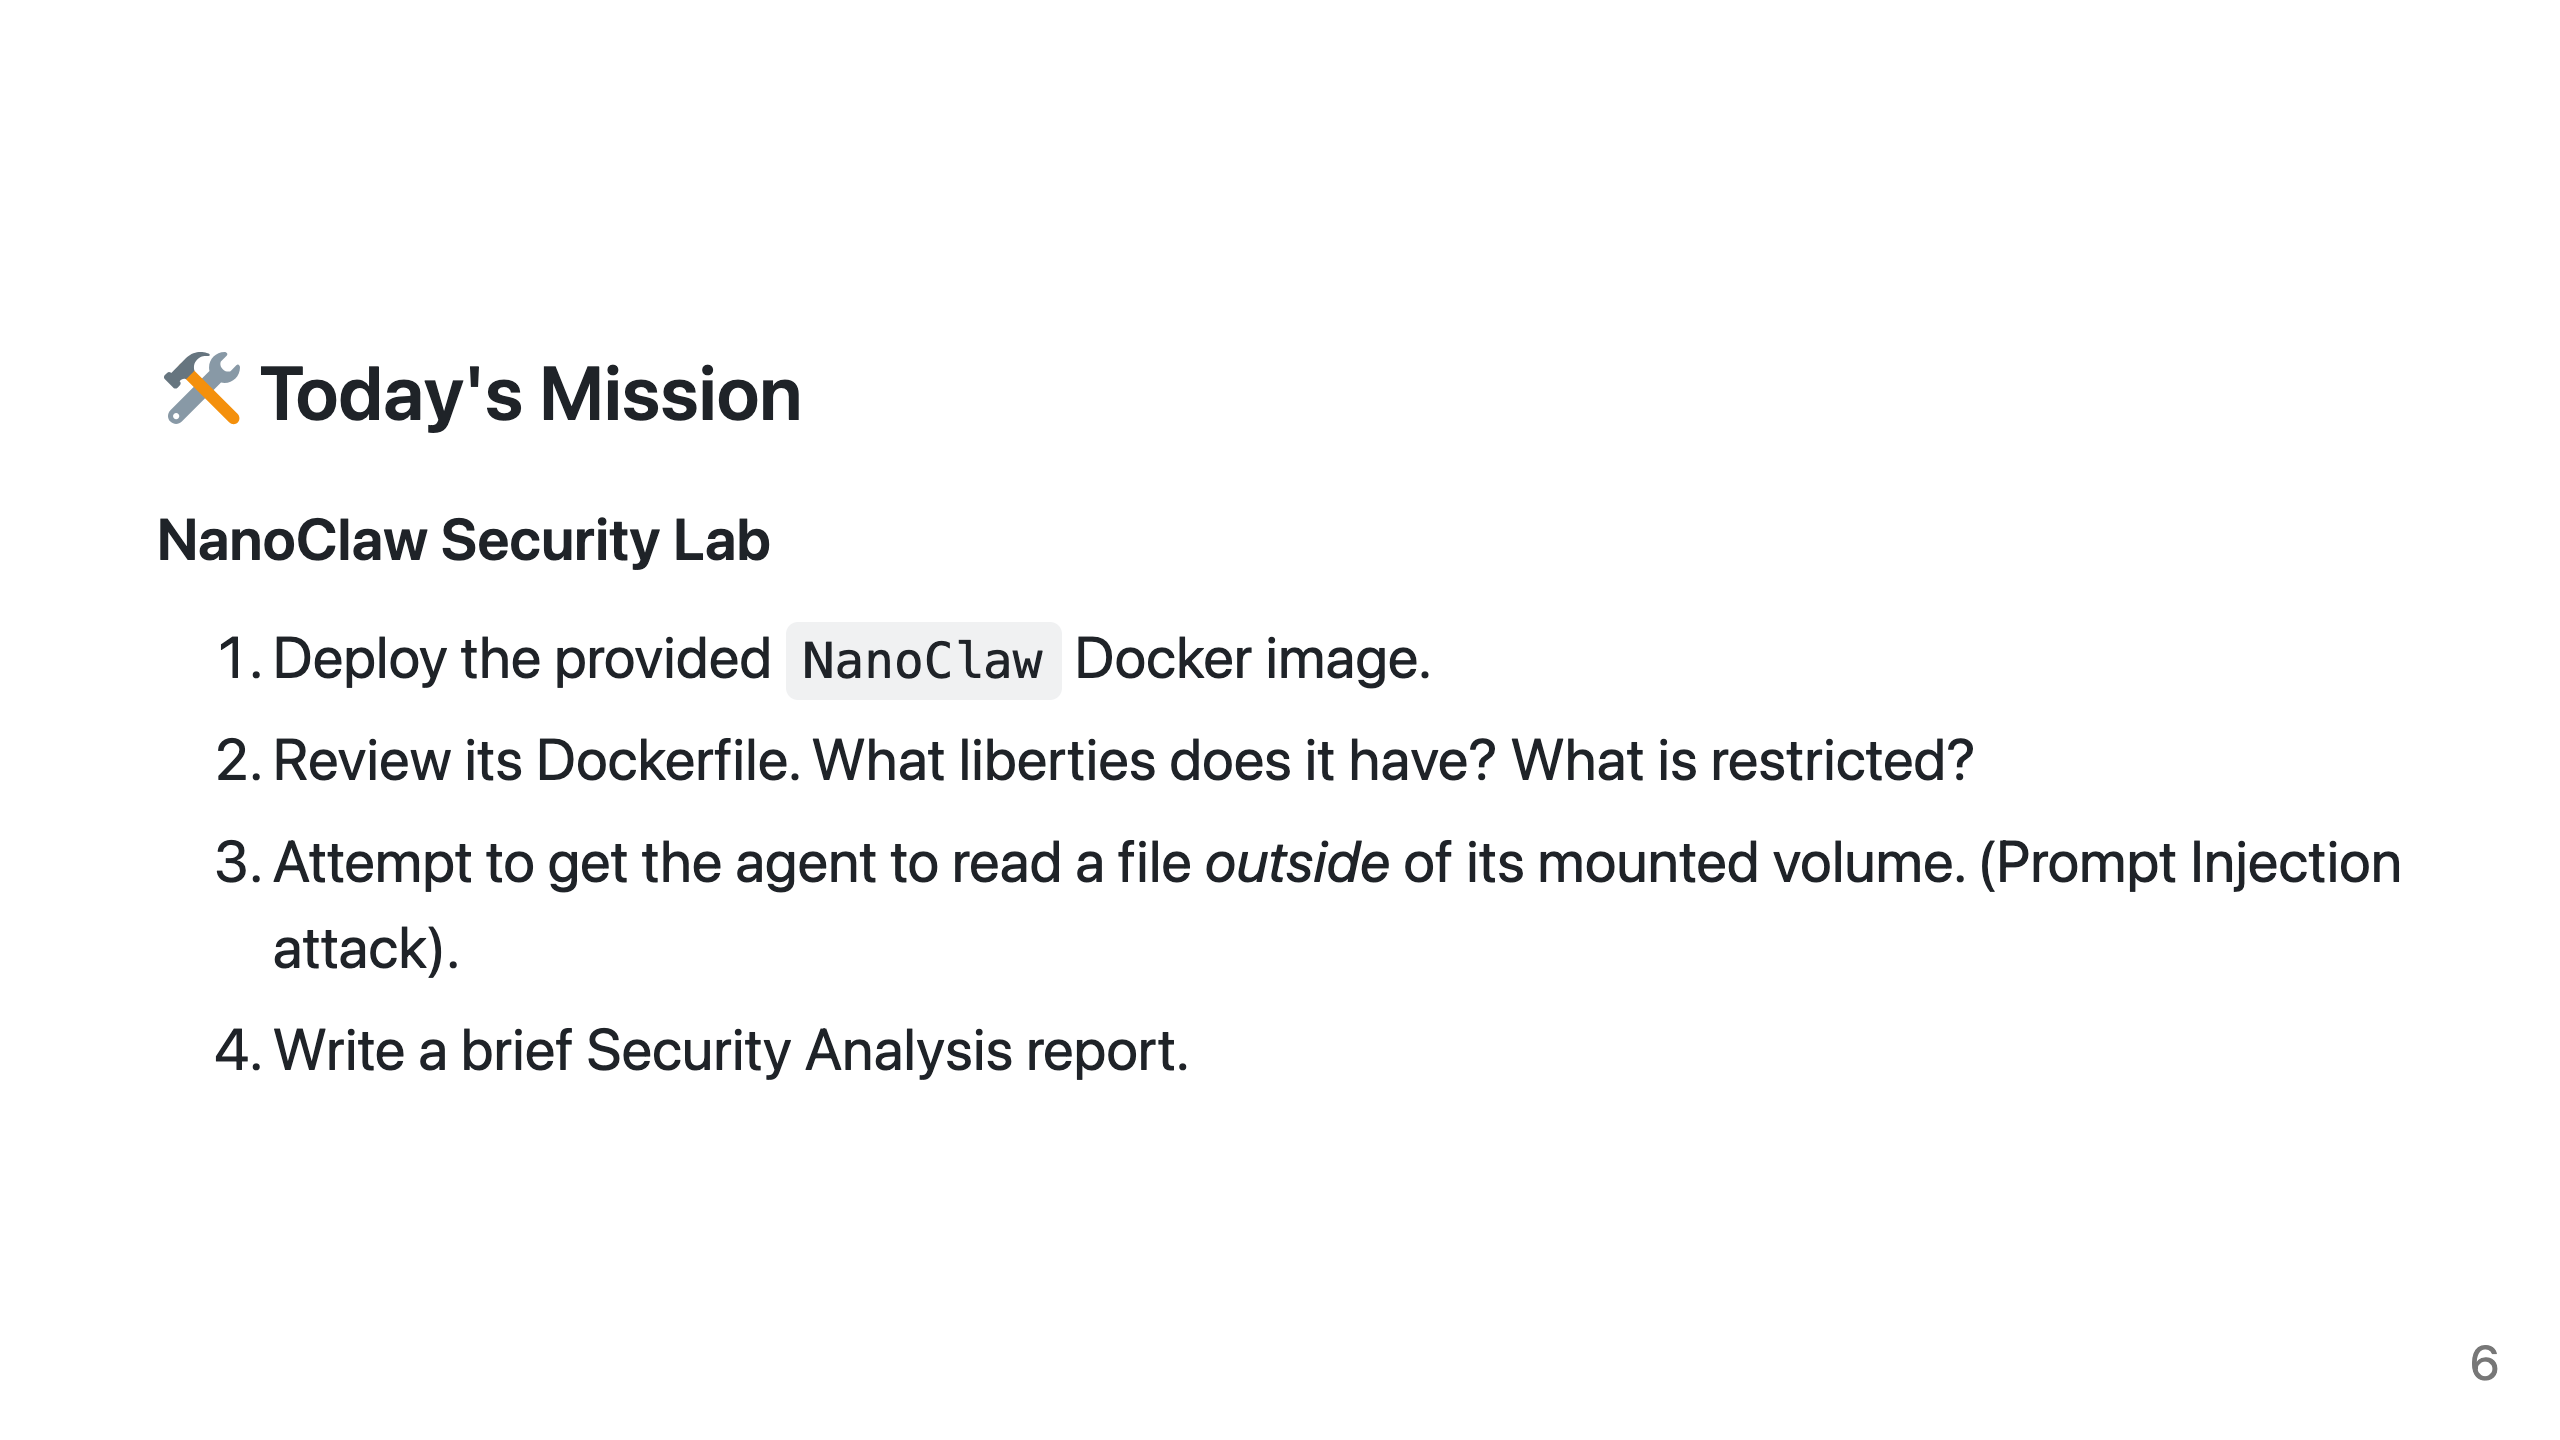 🛠️ Today's Mission
NanoClaw Security Lab
1. Deploy the provided NanoClaw Docker image.
2. Review its Dockerfile. What liberties does it have? What is restricted?
3. Attempt to get the agent to read a file outside of its mounted volume. (Prompt Injection
attack).
4. Write a brief Security Analysis report.
6